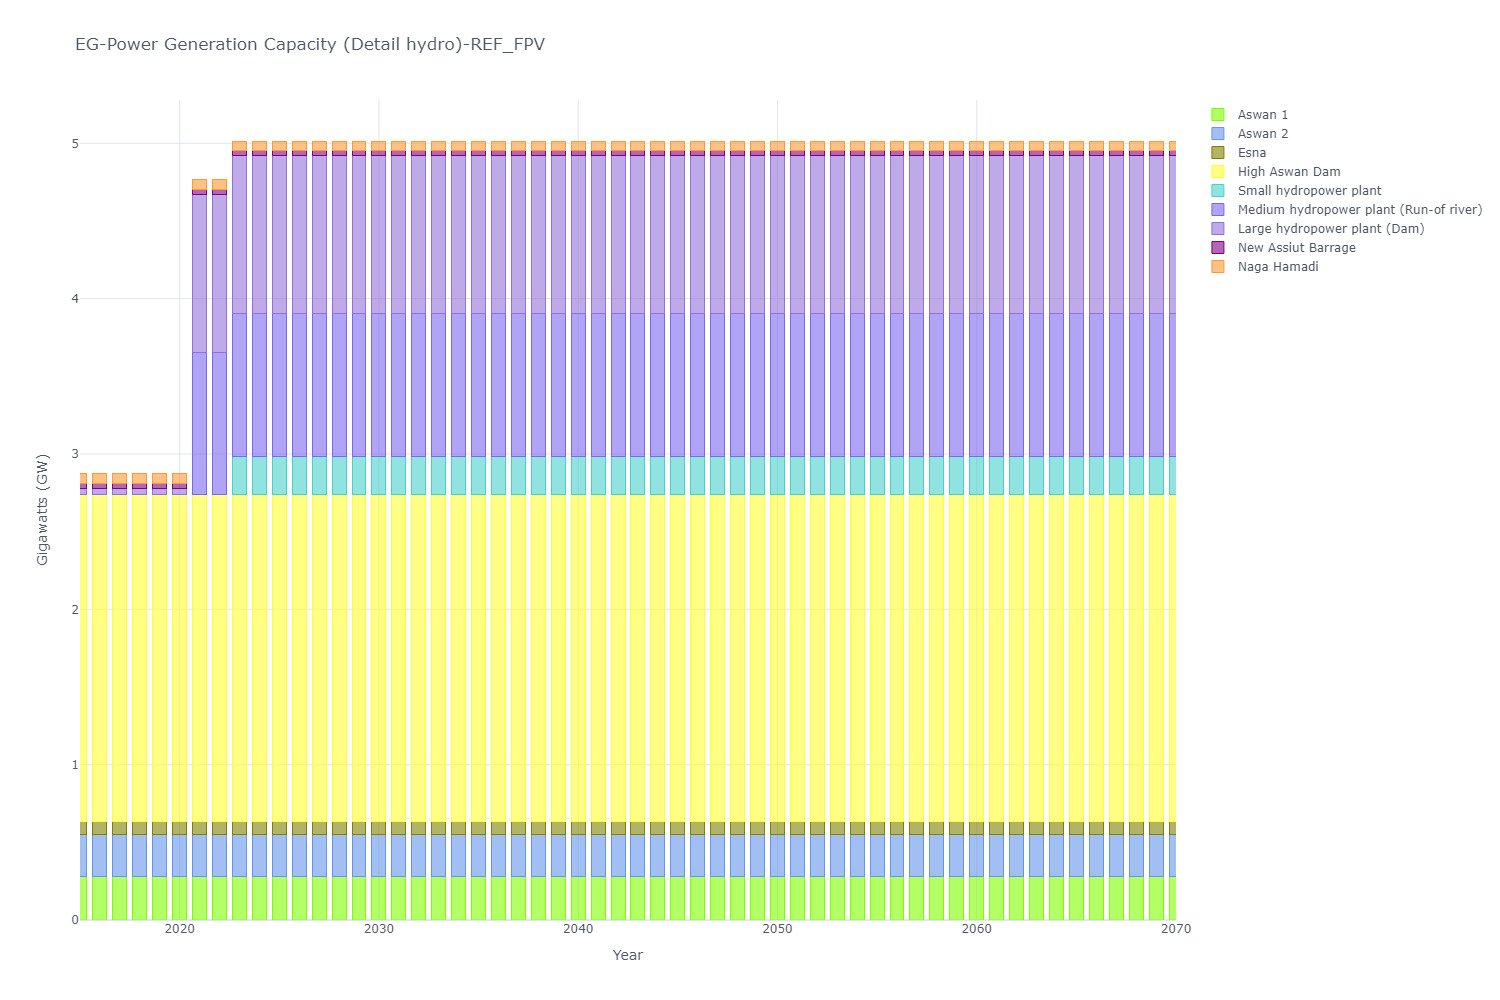 EG-Power Generation Capacity (Detail hydro)-REF_FPV
Aswan 1
Aswan 2
Esna
High Aswan Dam
Small hydropower plant
Medium hydropower plant (Run-of river)
Large hydropower plant (Dam)
New Assiut Barrage
Naga Hamadi
5
4
3
2
1
0
Gigawatts (GW)
2020
2030
2040
2050
2060
2070
Year